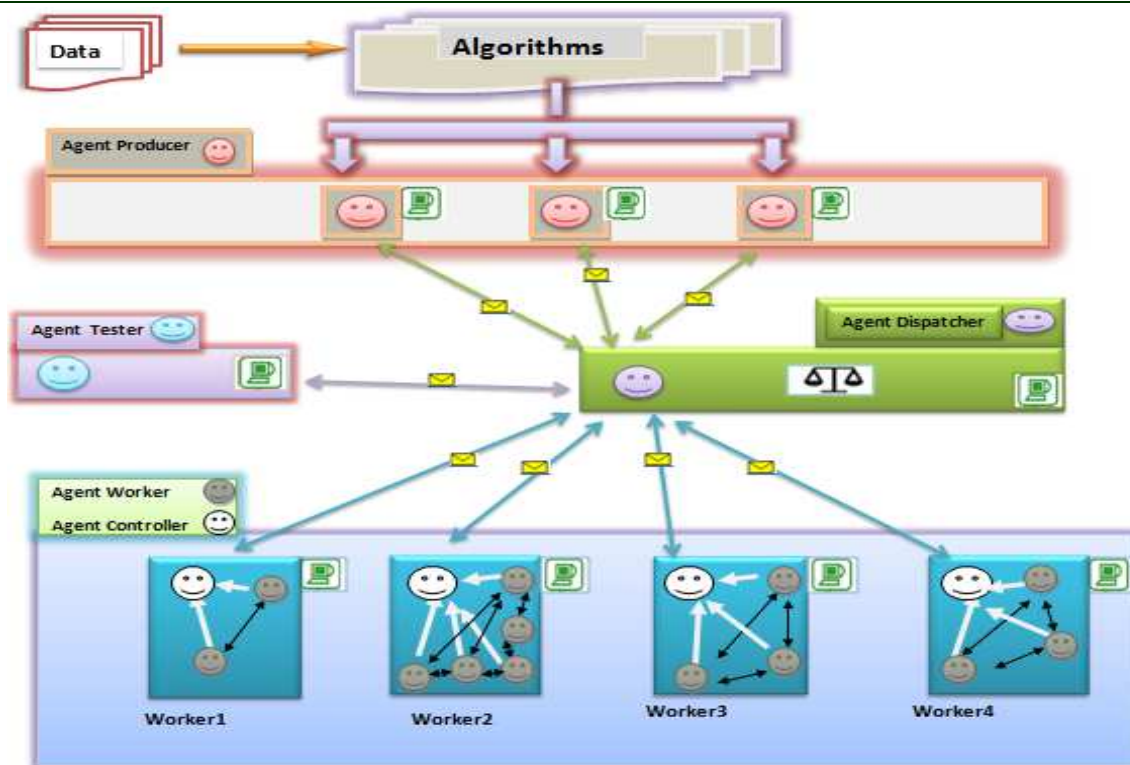 Data
Algorithms
Agent Producer
Agent Tester
Agent Dispatcher
Agent Worker
Agent Controller
Worker1
Worker2
Worker3
Worker4